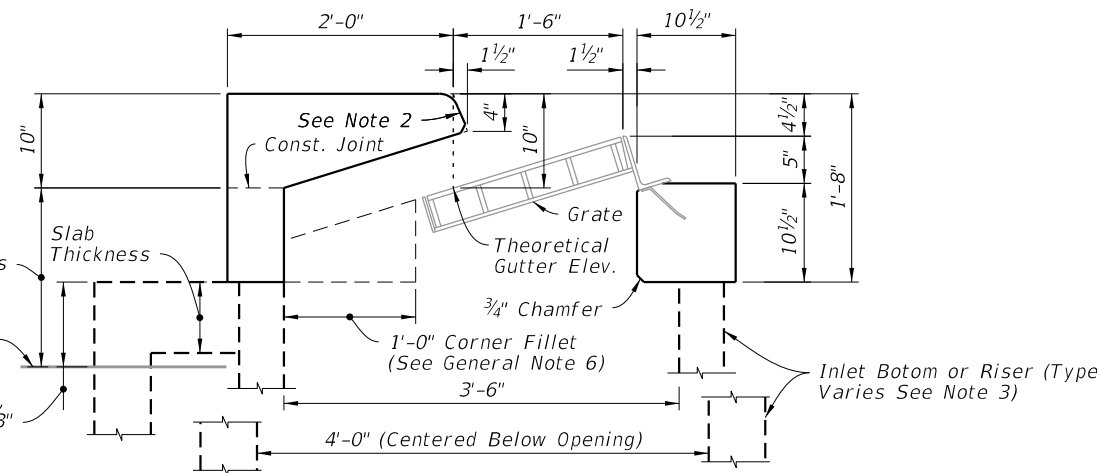 2'-0"
1'-6"
10½"
1½"
1½"
10"
See Note 2
4"
10"
4½"
5"
1'-8"
Const. Joint
10½"
Slab
Thickness
Grate
Theoretical
Gutter Elev.
¾" Chamfer
1'-0" Corner Fillet
(See General Note 6)
3'-6"
Inlet Botom or Riser (Type
Varies See Note 3)
4'-0" (Centered Below Opening)